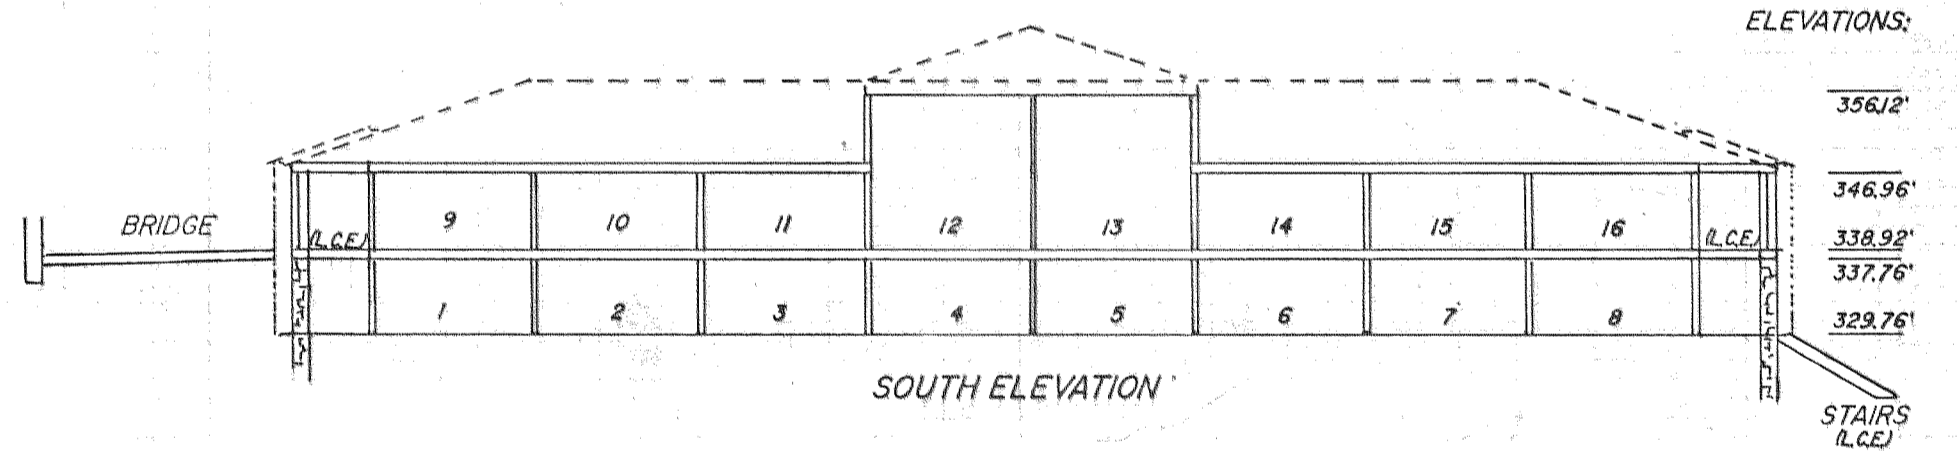 ELEVATIONS:
356.12'
346.96'
BRIDGE
(L.C.E.) 9 10 11 12 13 14 15 16 (L.C.E.)
338.92'
337.76'
1 2 3 4 5 6 7 8
329.76'
SOUTH ELEVATION
STAIRS
(L.C.E)